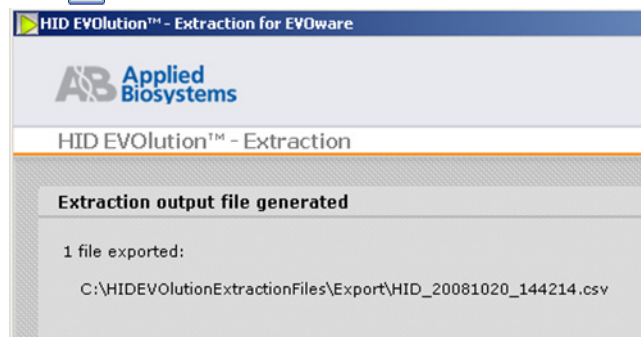 HID EVOlution™ - Extraction for EVOware
AB Applied
Biosystems
HID EVOlution™ - Extraction
Extraction output file generated
1 file exported:
C:\HIDEVOlutionExtractionFiles\Export\HID_20081020_144214.csv